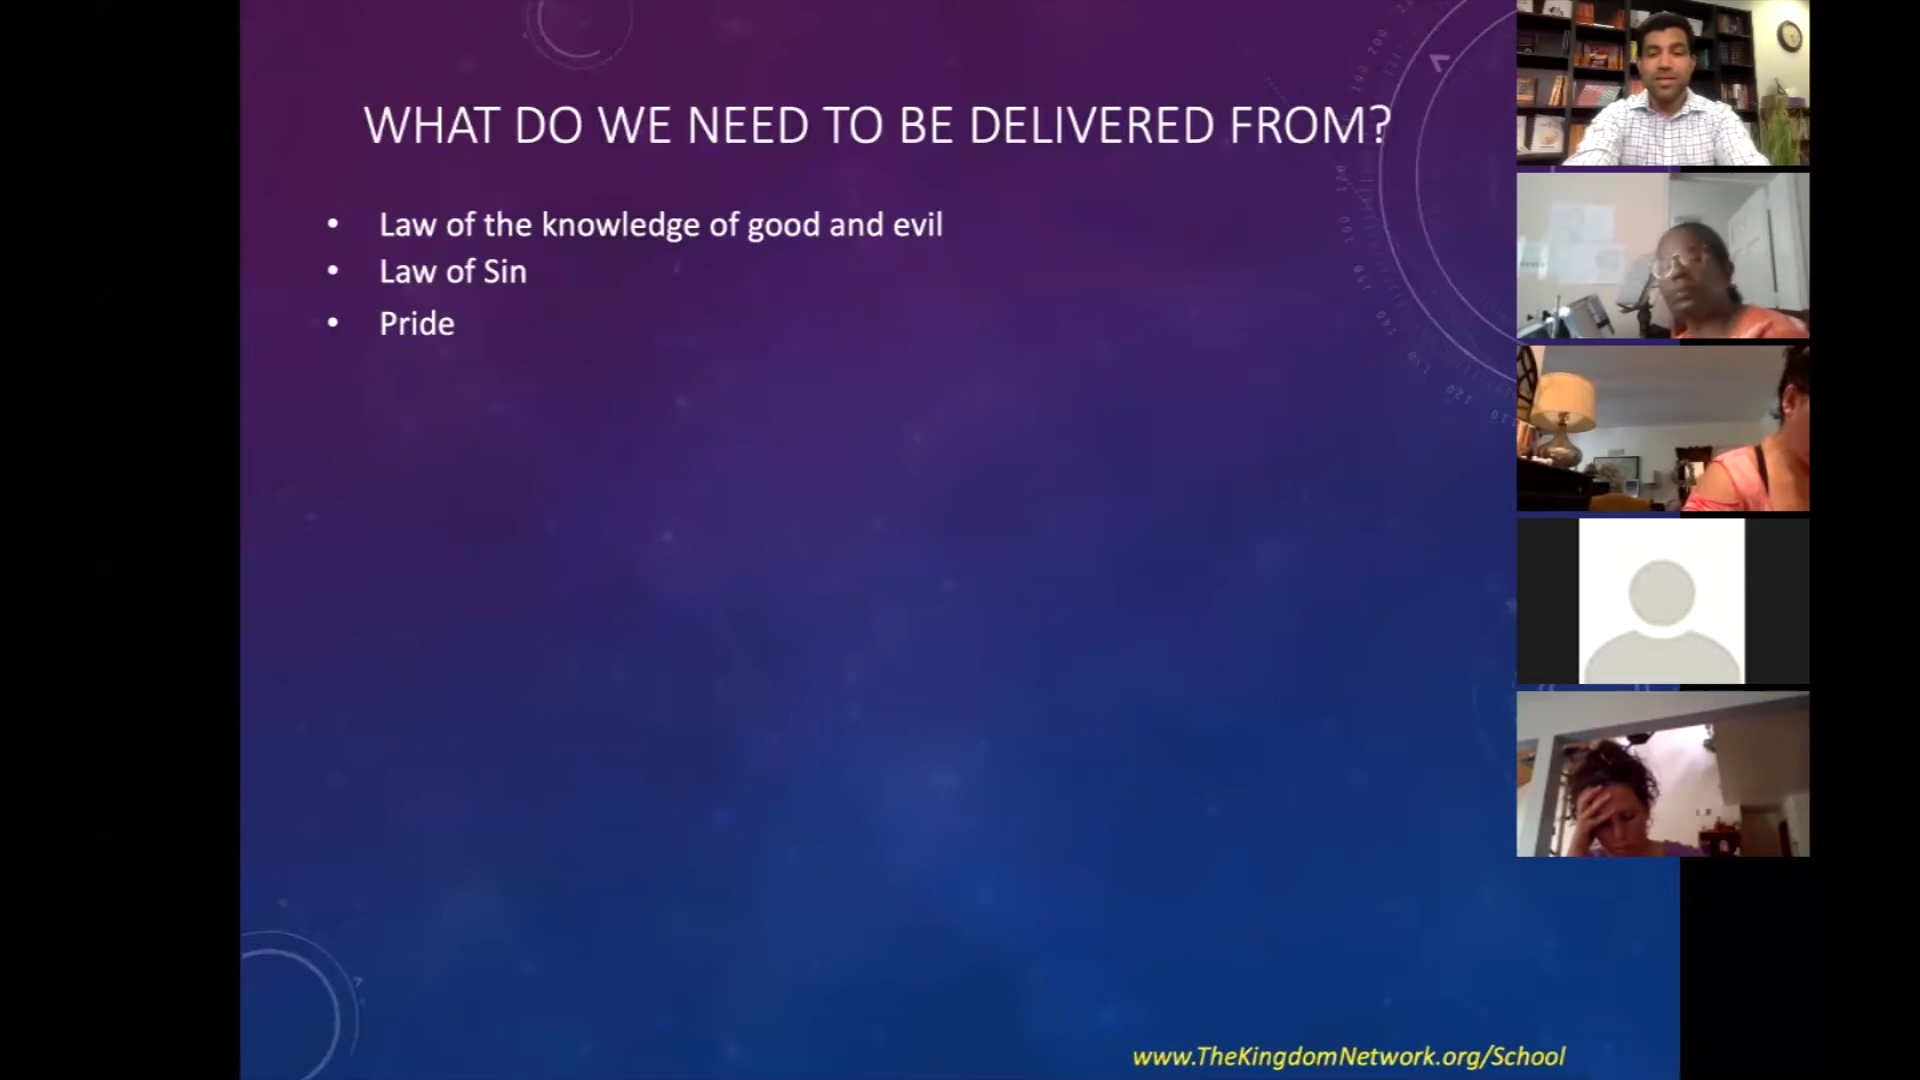 WHAT DO WE NEED TO BE DELIVERED FROM?
• Law of the knowledge of good and evil
• Law of Sin
• Pride
www.TheKingdomNetwork.org/School